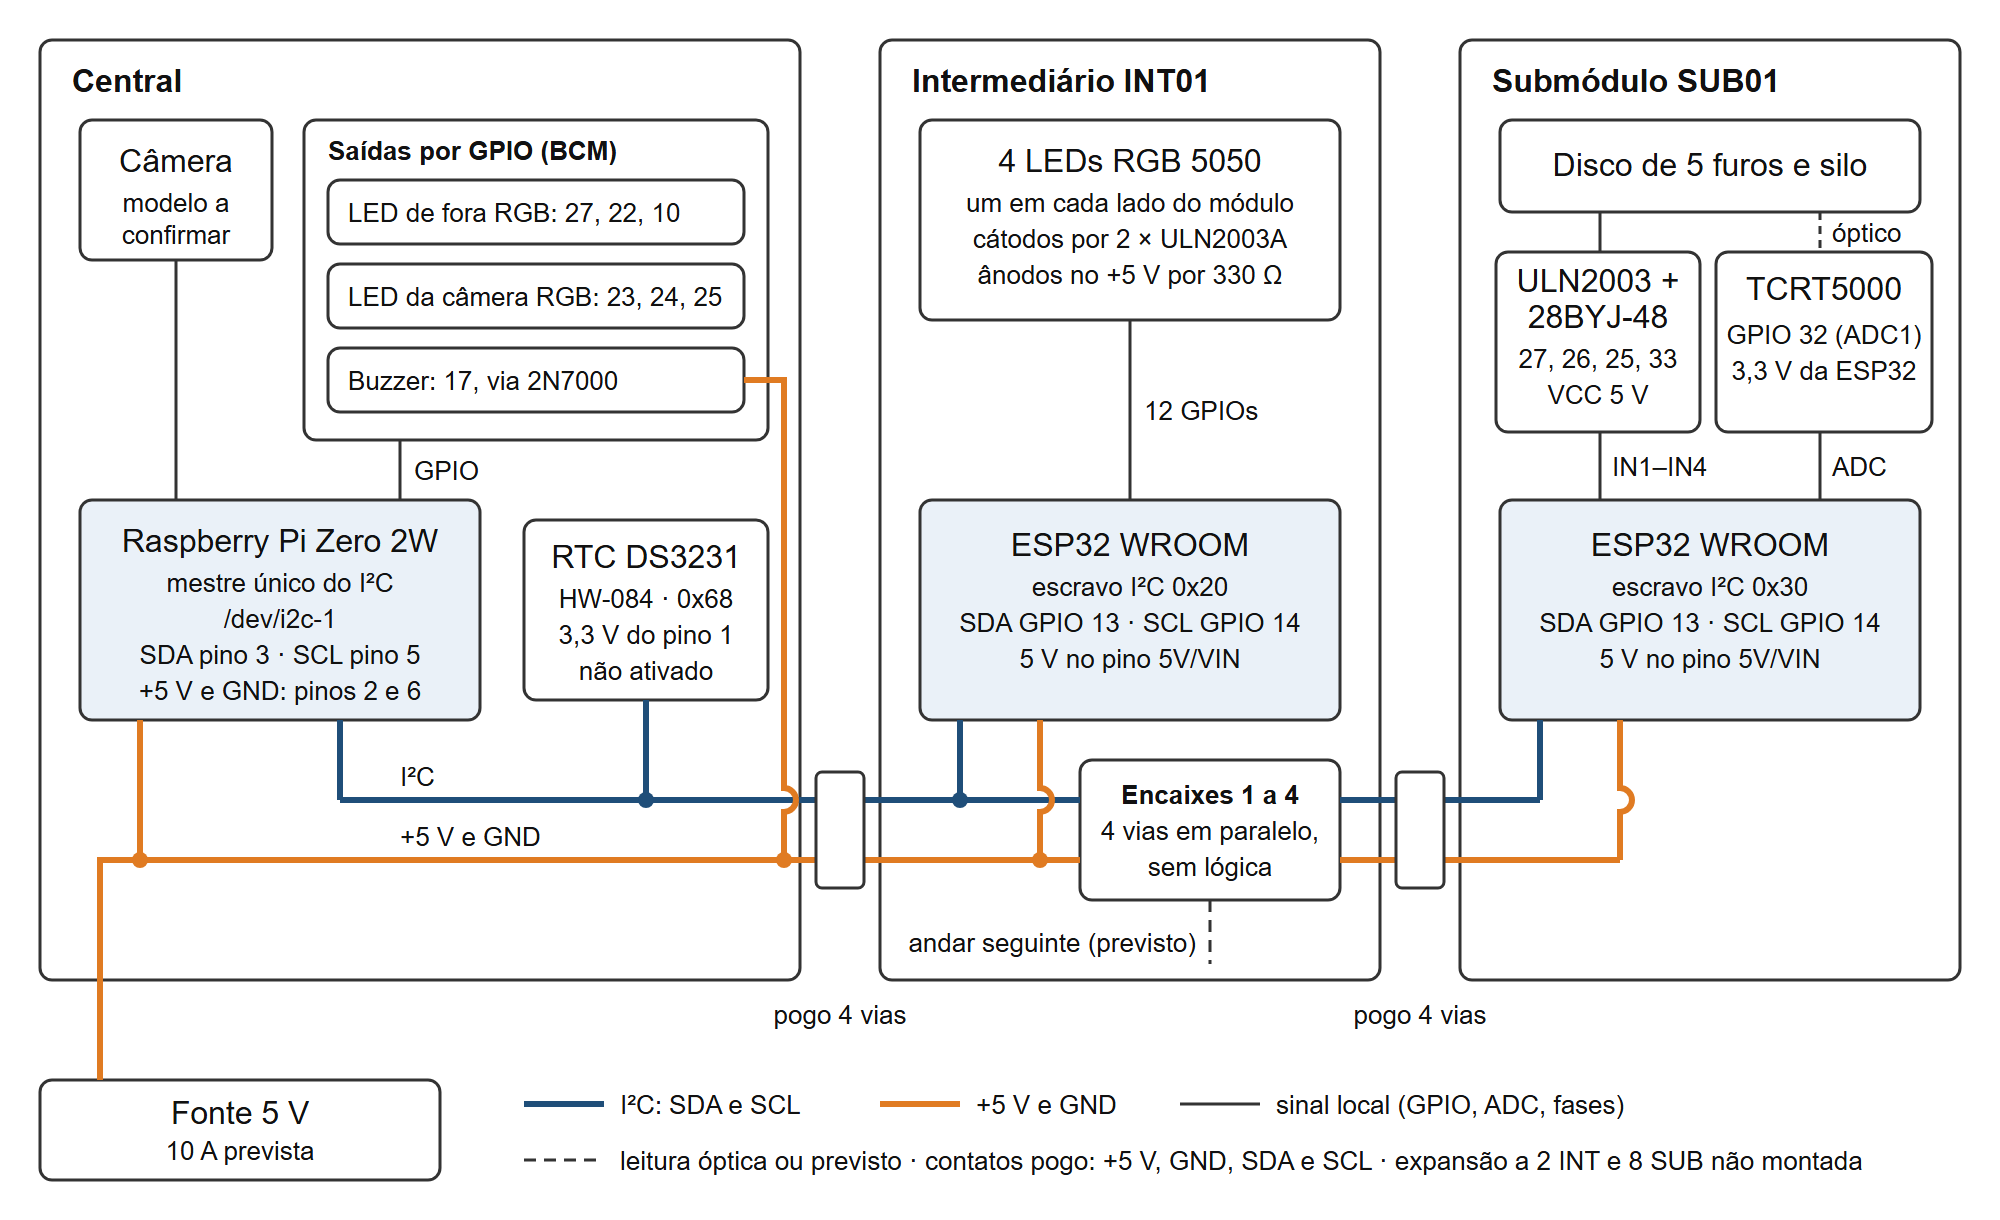 Central
Câmera
modelo a
confirmar
Saídas por GPIO (BCM)
LED de fora RGB: 27, 22, 10
LED da câmera RGB: 23, 24, 25
Buzzer: 17, via 2N7000
GPIO
Raspberry Pi Zero 2W
mestre único do I²C
/dev/i2c-1
SDA pino 3 · SCL pino 5
+5 V e GND: pinos 2 e 6
RTC DS3231
HW-084 · 0x68
3,3 V do pino 1
não ativado
I²C
+5 V e GND
Intermediário INT01
4 LEDs RGB 5050
um em cada lado do módulo
cátodos por 2 × ULN2003A
ânodos no +5 V por 330 Ω
12 GPIOs
ESP32 WROOM
escravo I²C 0x20
SDA GPIO 13 · SCL GPIO 14
5 V no pino 5V/VIN
Encaixes 1 a 4
4 vias em paralelo,
sem lógica
andar seguinte (previsto)
Submódulo SUB01
Disco de 5 furos e silo
óptico
ULN2003 +
28BYJ-48
27, 26, 25, 33
VCC 5 V
TCRT5000
GPIO 32 (ADC1)
3,3 V da ESP32
IN1–IN4
ADC
ESP32 WROOM
escravo I²C 0x30
SDA GPIO 13 · SCL GPIO 14
5 V no pino 5V/VIN
pogo 4 vias
pogo 4 vias
Fonte 5 V
10 A prevista
I²C: SDA e SCL
+5 V e GND
sinal local (GPIO, ADC, fases)
leitura óptica ou previsto · contatos pogo: +5 V, GND, SDA e SCL · expansão a 2 INT e 8 SUB não montada